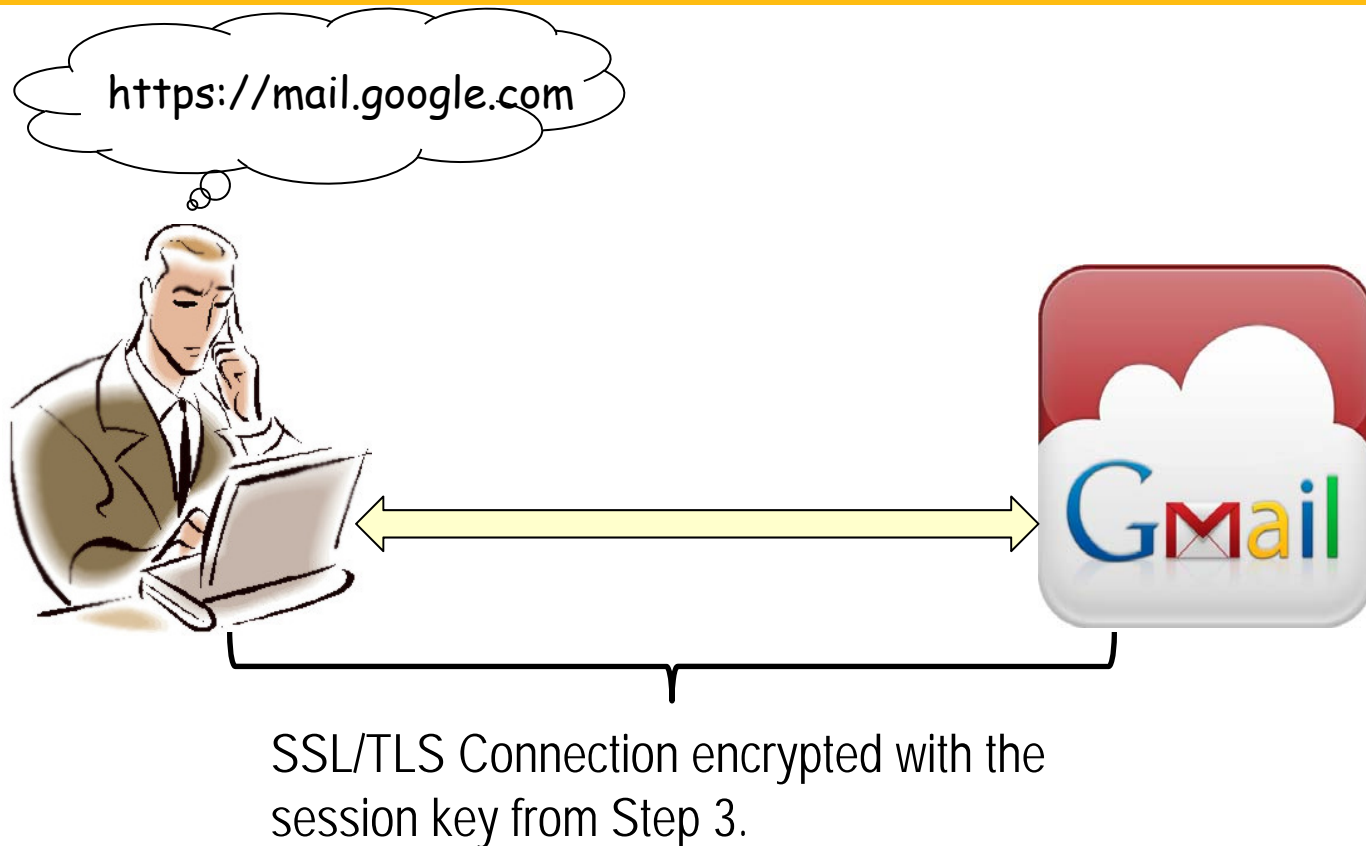 https://mail.google.com
Gmail
SSL/TLS Connection encrypted with the
session key from Step 3.